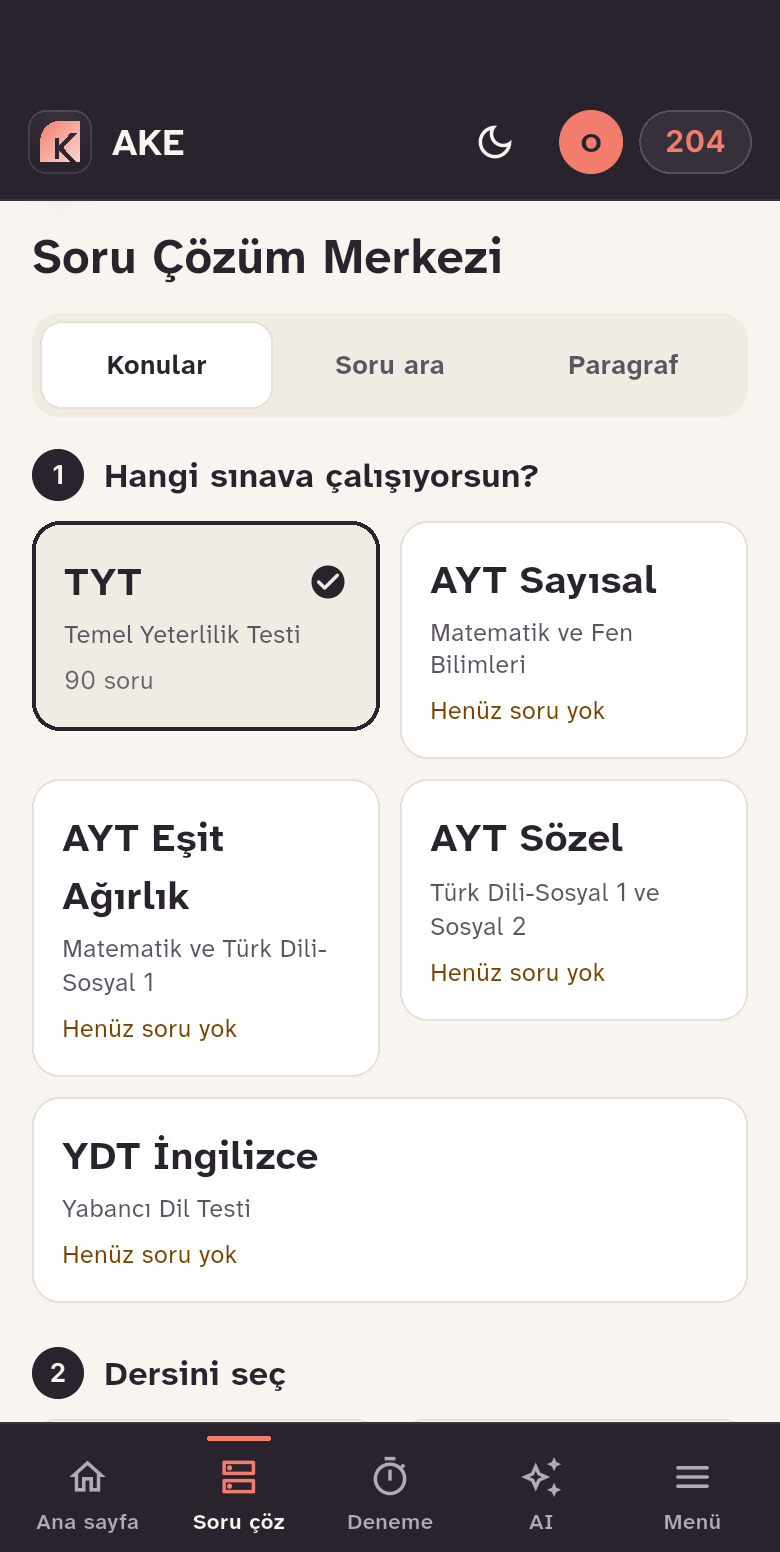 AKE
O
204
Soru Çözüm Merkezi
Konular
Soru ara
Paragraf
1
Hangi sınava çalışıyorsun?
TYT
Temel Yeterlilik Testi
90 soru
AYT Sayısal
Matematik ve Fen
Bilimleri
Henüz soru yok
AYT Eşit
Ağırlık
Matematik ve Türk Dili-
Sosyal 1
Henüz soru yok
AYT Sözel
Türk Dili-Sosyal 1 ve
Sosyal 2
Henüz soru yok
YDT İngilizce
Yabancı Dil Testi
Henüz soru yok
2
Dersini seç
Ana sayfa
Soru çöz
Deneme
AI
Menü